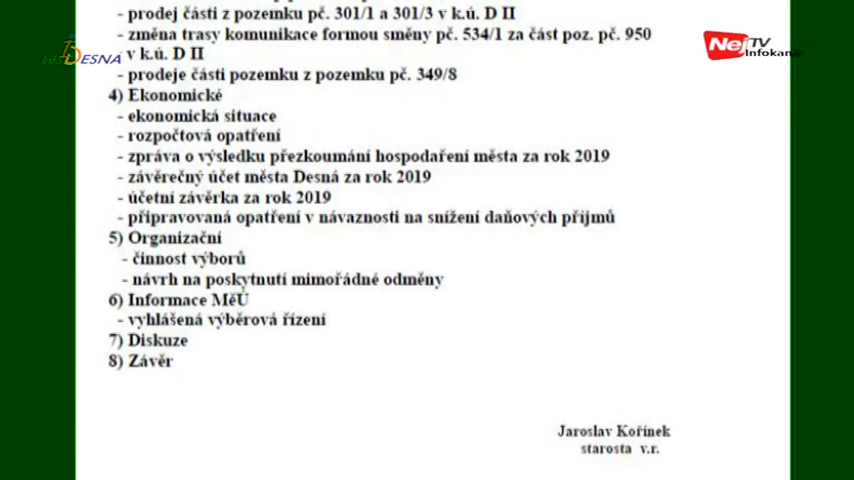 - prodej části z pozemku pč. 301/1 a 301/3 v k.ú. D II
- změna trasy komunikace formou směny pč. 534/1 za část poz. pč. 950
v k.ú. D II
- prodeje části pozemku z pozemku pč. 349/8
4) Ekonomické
- ekonomická situace
- rozpočtová opatření
- zpráva o výsledku přezkoumání hospodaření města za rok 2019
- závěrečný účet města Desná za rok 2019
- účetní závěrka za rok 2019
- připravovaná opatření v návaznosti na snížení daňových příjmů
5) Organizační
- činnost výborů
- návrh na poskytnutí mimořádné odměny
6) Informace MěÚ
- vyhlášená výběrová řízení
7) Diskuze
8) Závěr
Jaroslav Kořínek
starosta v.r.
Info DESNÁ
Nej TV
Infokanál